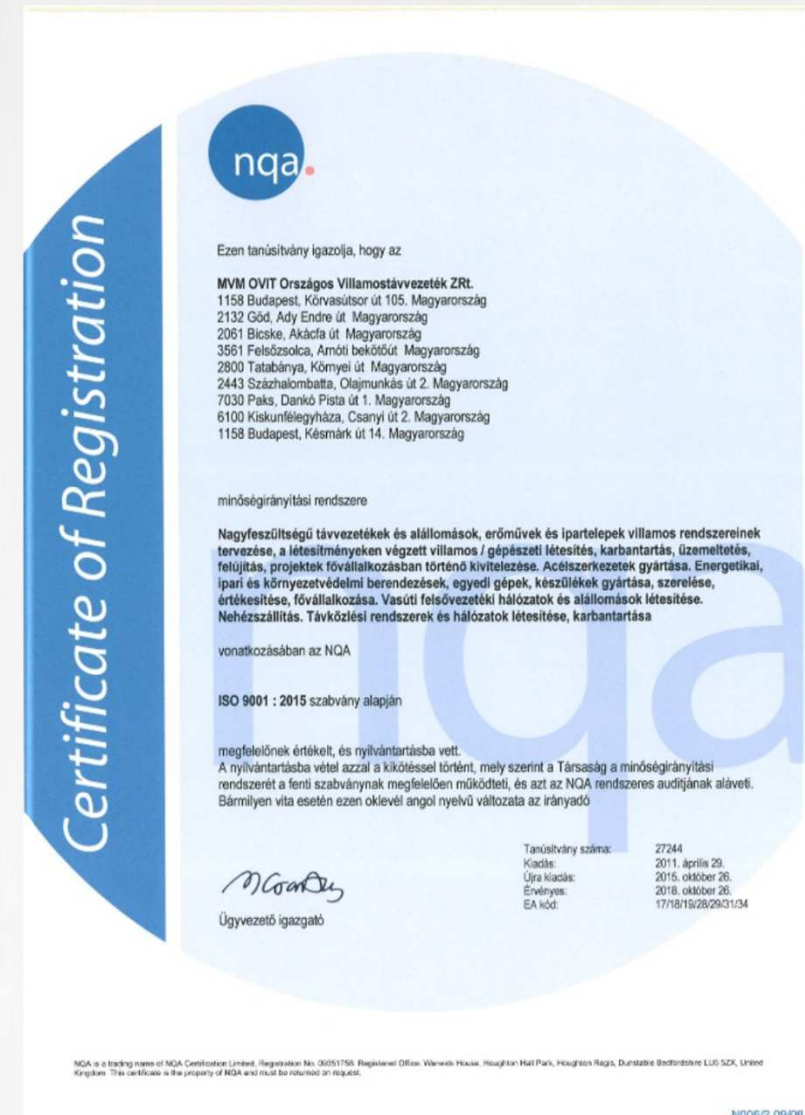 Certificate of Registration
nqa.
Ezen tanúsítvány igazolja, hogy az
MVM OVIT Országos Villamostávvezeték ZRt.
1158 Budapest, Körvasútsor út 105. Magyarország
2132 Göd, Ady Endre út Magyarország
2061 Bicske, Akácfa út Magyarország
3561 Felsőzsolca, Arnóti bekötőút Magyarország
2800 Tatabánya, Környei út Magyarország
2443 Százhalombatta, Olajmunkás út 2. Magyarország
7030 Paks, Dankó Pista út 1. Magyarország
6100 Kiskunfélegyháza, Csanyi út 2. Magyarország
1158 Budapest, Késmárk út 14. Magyarország
minőségirányítási rendszere
Nagyfeszültségű távvezetékek és alállomások, erőművek és ipartelepek villamos rendszereinek
tervezése, a létesítményeken végzett villamos / gépészeti létesítés, karbantartás, üzemeltetés,
felújítás, projektek fővállalkozásban történő kivitelezése. Acélszerkezetek gyártása. Energetikai,
ipari és környezetvédelmi berendezések, egyedi gépek, készülékek gyártása, szerelése,
értékesítése, fővállalkozása. Vasúti felsővezetéki hálózatok és alállomások létesítése.
Nehézszállítás. Távközlési rendszerek és hálózatok létesítése, karbantartása
vonatkozásában az NQA
ISO 9001 : 2015 szabvány alapján
megfelelőnek értékelt, és nyilvántartásba vett.
A nyilvántartásba vétel azzal a kikötéssel történt, mely szerint a Társaság a minőségirányítási
rendszerét a fenti szabványnak megfelelően működteti, és azt az NQA rendszeres auditjának aláveti.
Bármilyen vita esetén ezen oklevél angol nyelvű változata az irányadó
Tanúsítvány száma: 27244
Kiadás: 2011. április 29.
Újra kiadás: 2015. október 26.
Érvényes: 2018. október 26.
EA kód: 17/18/19/28/29/31/34
Ügyvezető igazgató
NQA is a trading name of NQA Certification Limited, Registration No. 09351758. Registered Office: Warwick House, Houghton Hall Park, Houghton Regis, Dunstable Bedfordshire LU5 5ZX, United
Kingdom. This certificate is the property of NQA and must be returned on request.